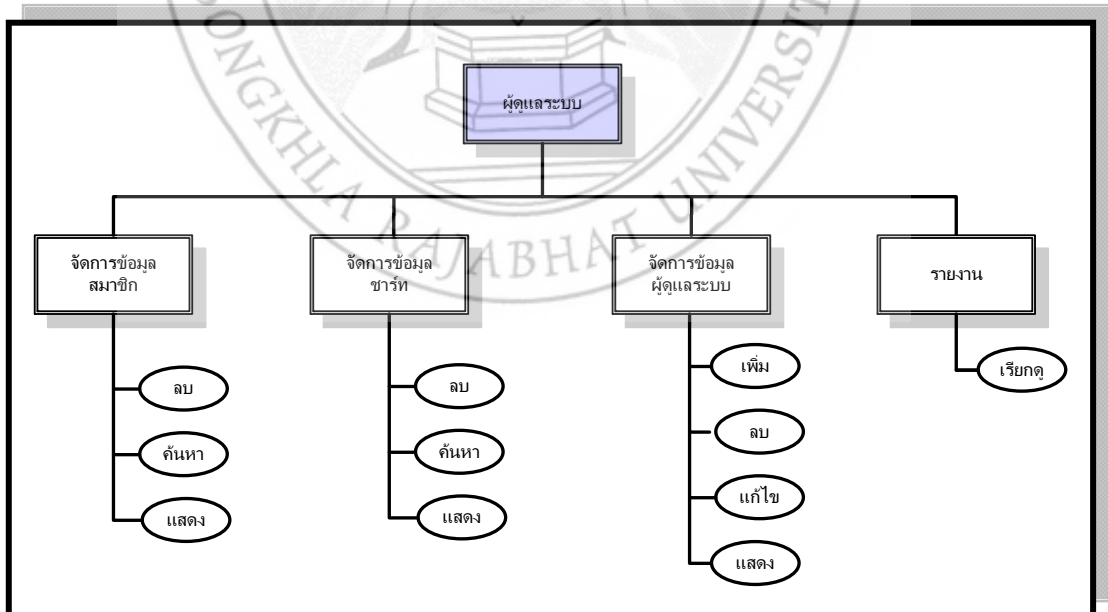 ผู้ดูแลระบบ
จัดการข้อมูล
สมาชิก
ลบ
ค้นหา
แสดง
จัดการข้อมูล
ชาร์ท
ลบ
ค้นหา
แสดง
จัดการข้อมูล
ผู้ดูแลระบบ
เพิ่ม
ลบ
แก้ไข
แสดง
รายงาน
เรียกดู
SONGKHLA RAJABHAT UNIVERSIT